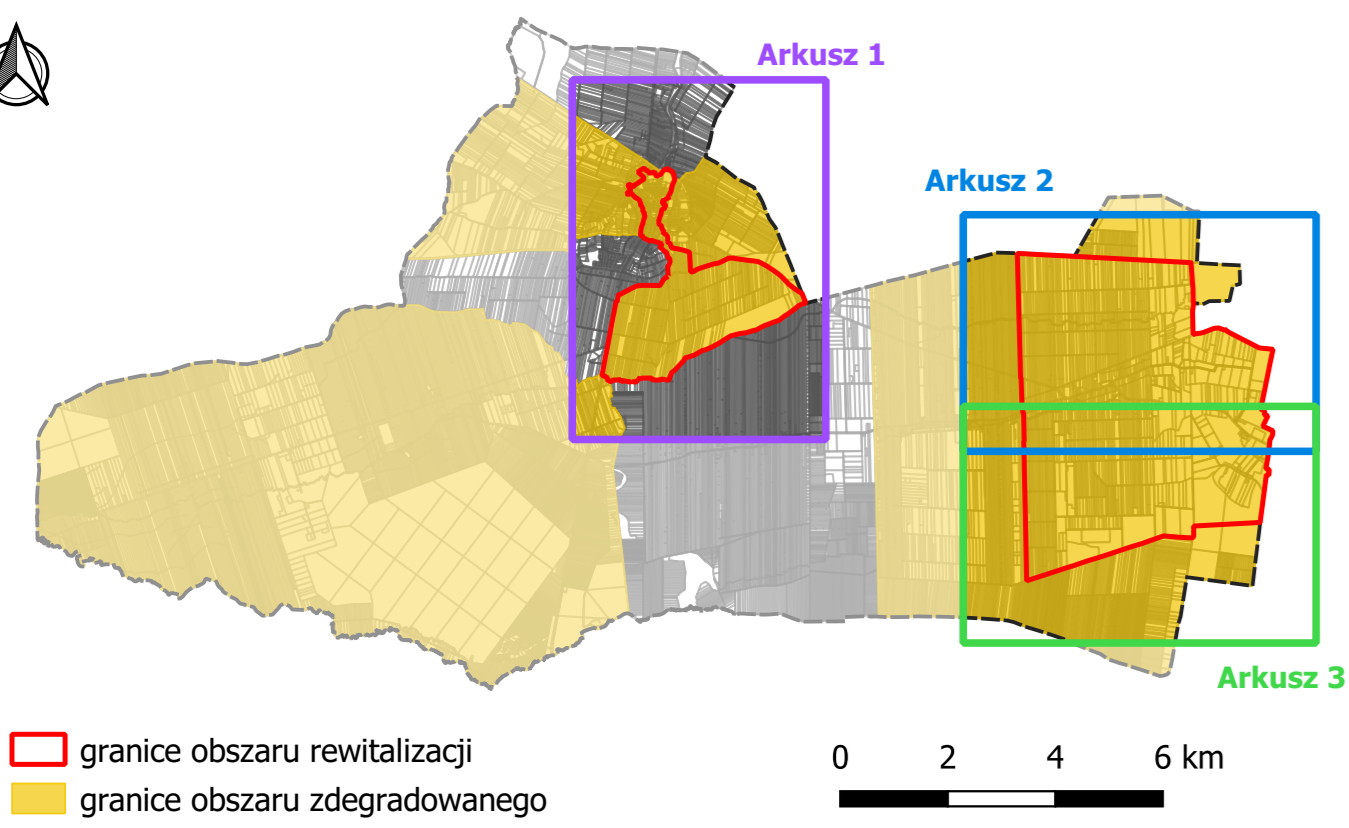 Arkusz 1
Arkusz 2
Arkusz 3
granice obszaru rewitalizacji
granice obszaru zdegradowanego
0 2 4 6 km